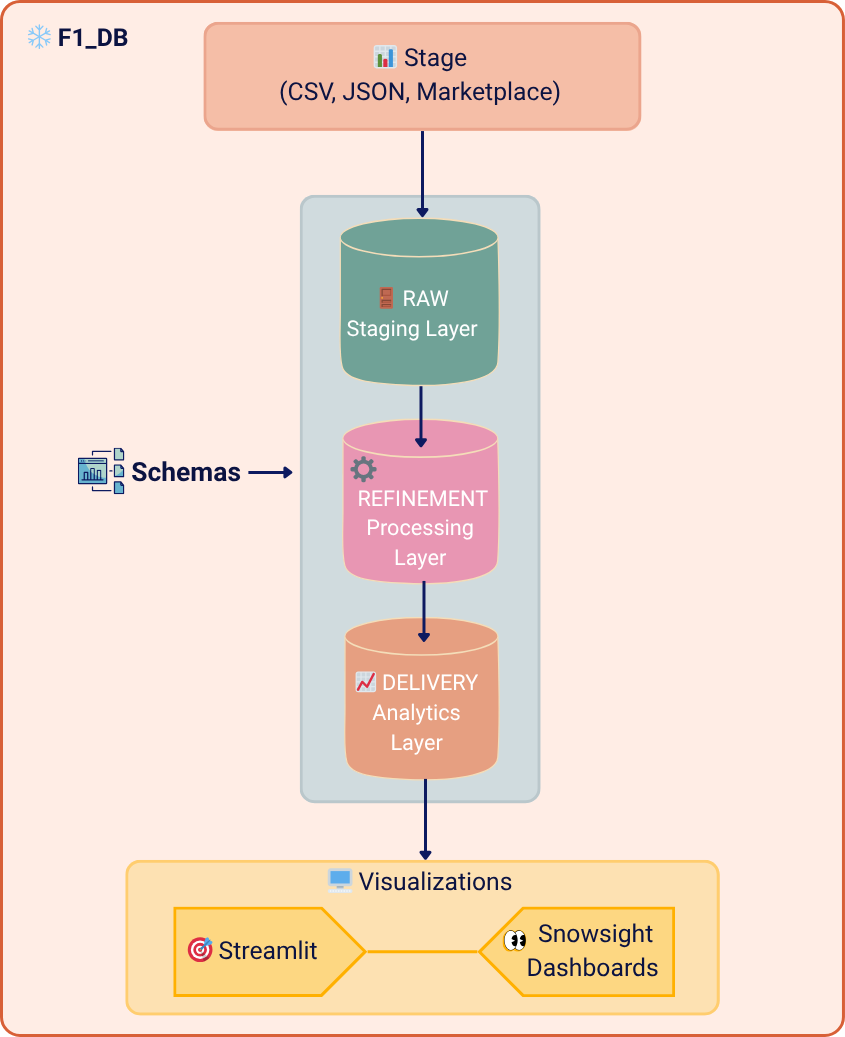 F1_DB
Stage
(CSV, JSON, Marketplace)
RAW
Staging Layer
Schemas
REFINEMENT
Processing
Layer
DELIVERY
Analytics
Layer
Visualizations
Streamlit
Snowsight
Dashboards